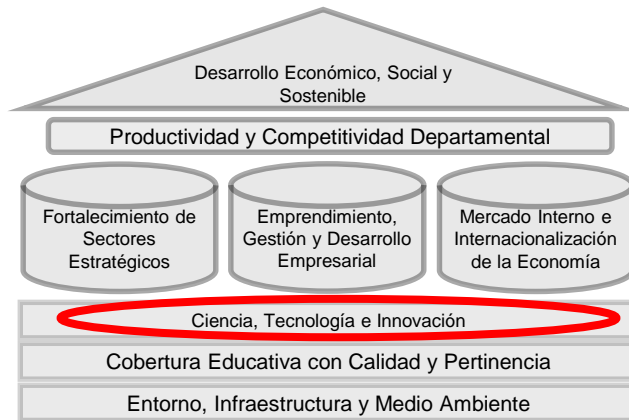 Desarrollo Económico, Social y
Sostenible
Productividad y Competitividad Departamental
Fortalecimiento de
Sectores
Estratégicos
Emprendimiento,
Gestión y Desarrollo
Empresarial
Mercado Interno e
Internacionalización
de la Economía
Ciencia, Tecnología e Innovación
Cobertura Educativa con Calidad y Pertinencia
Entorno, Infraestructura y Medio Ambiente